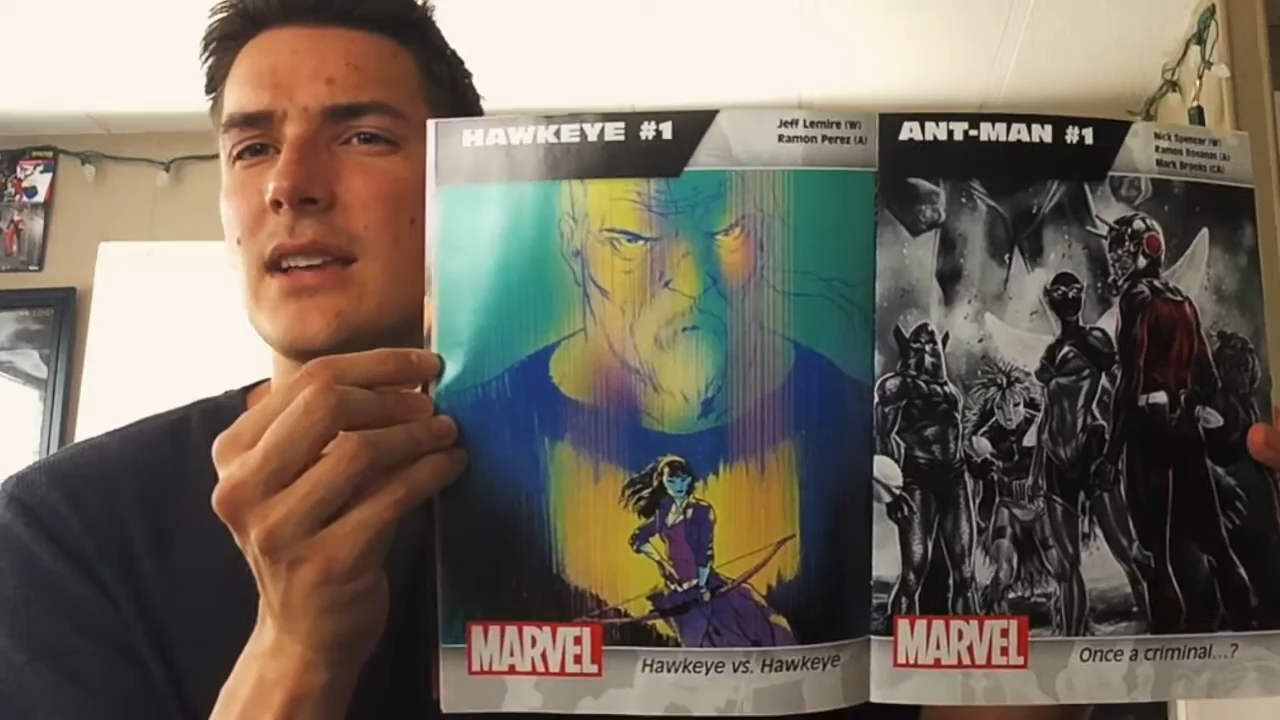 HAWKEYE #1
Jeff Lemire (W)
Ramon Perez (A)
MARVEL
Hawkeye vs. Hawkeye
ANT-MAN #1
Nick Spencer (W)
Ramon Rosanas (A)
Mark Brooks (CA)
MARVEL
Once a criminal...?